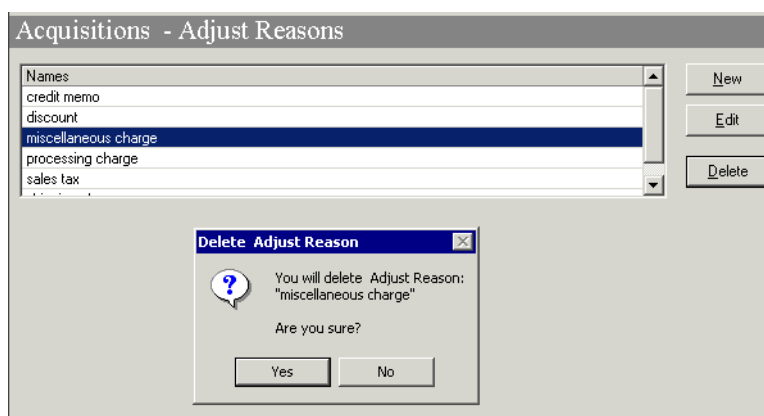 Acquisitions - Adjust Reasons
Names
New
credit memo
discount
Edit
miscellaneous charge
processing charge
Delete
sales tax
Delete Adjust Reason
You will delete Adjust Reason:
"miscellaneous charge"
Are you sure?
Yes No